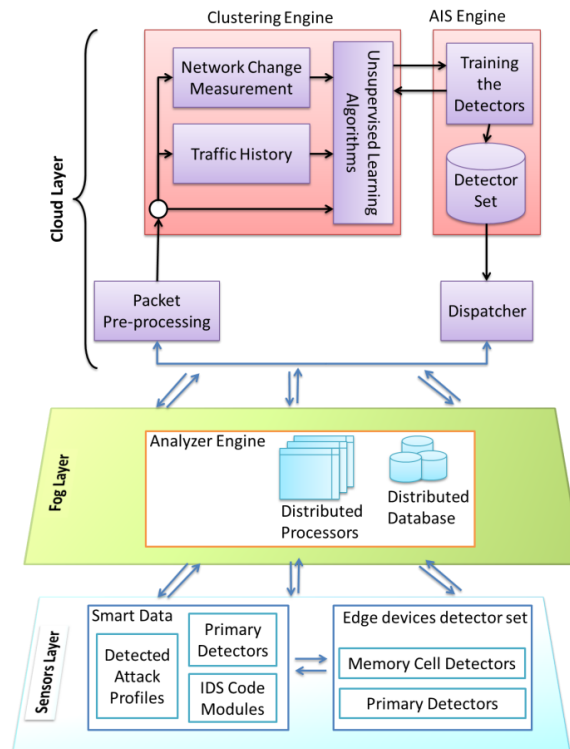 Clustering Engine
AIS Engine
Cloud Layer
Network Change
Measurement
Traffic History
Unsupervised Learning
Algorithms
Training
the
Detectors
Detector
Set
Packet
Pre-processing
Dispatcher
Fog Layer
Analyzer Engine
Distributed
Processors
Distributed
Database
Sensors Layer
Smart Data
Detected
Attack
Profiles
Primary
Detectors
IDS Code
Modules
Edge devices detector set
Memory Cell Detectors
Primary Detectors